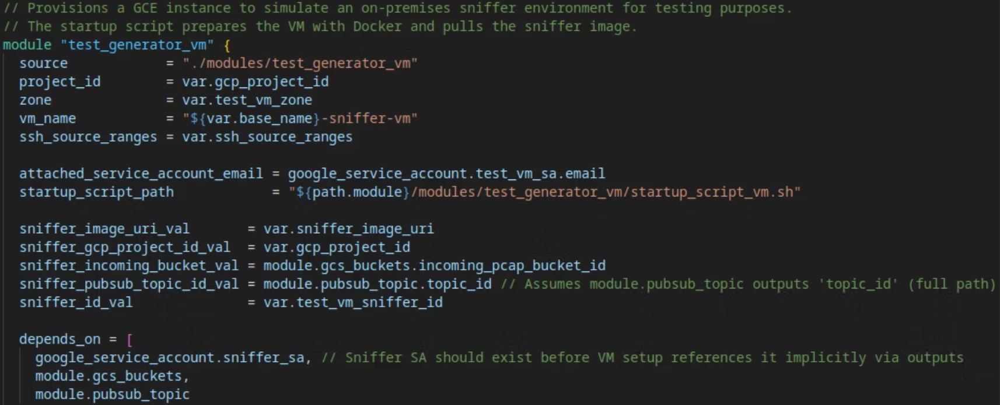 // Provisions a GCE instance to simulate an on-premises sniffer environment for testing purposes.
// The startup script prepares the VM with Docker and pulls the sniffer image.
module "test_generator_vm" {
  source            = "./modules/test_generator_vm"
  project_id        = var.gcp_project_id
  zone              = var.test_vm_zone
  vm_name           = "${var.base_name}-sniffer-vm"
  ssh_source_ranges = var.ssh_source_ranges

  attached_service_account_email = google_service_account.test_vm_sa.email
  startup_script_path            = "${path.module}/modules/test_generator_vm/startup_script_vm.sh"

  sniffer_image_uri_val       = var.sniffer_image_uri
  sniffer_gcp_project_id_val  = var.gcp_project_id
  sniffer_incoming_bucket_val = module.gcs_buckets.incoming_pcap_bucket_id
  sniffer_pubsub_topic_id_val = module.pubsub_topic.topic_id // Assumes module.pubsub_topic outputs 'topic_id' (full path)
  sniffer_id_val              = var.test_vm_sniffer_id

  depends_on = [
    google_service_account.sniffer_sa, // Sniffer SA should exist before VM setup references it implicitly via outputs
    module.gcs_buckets,
    module.pubsub_topic